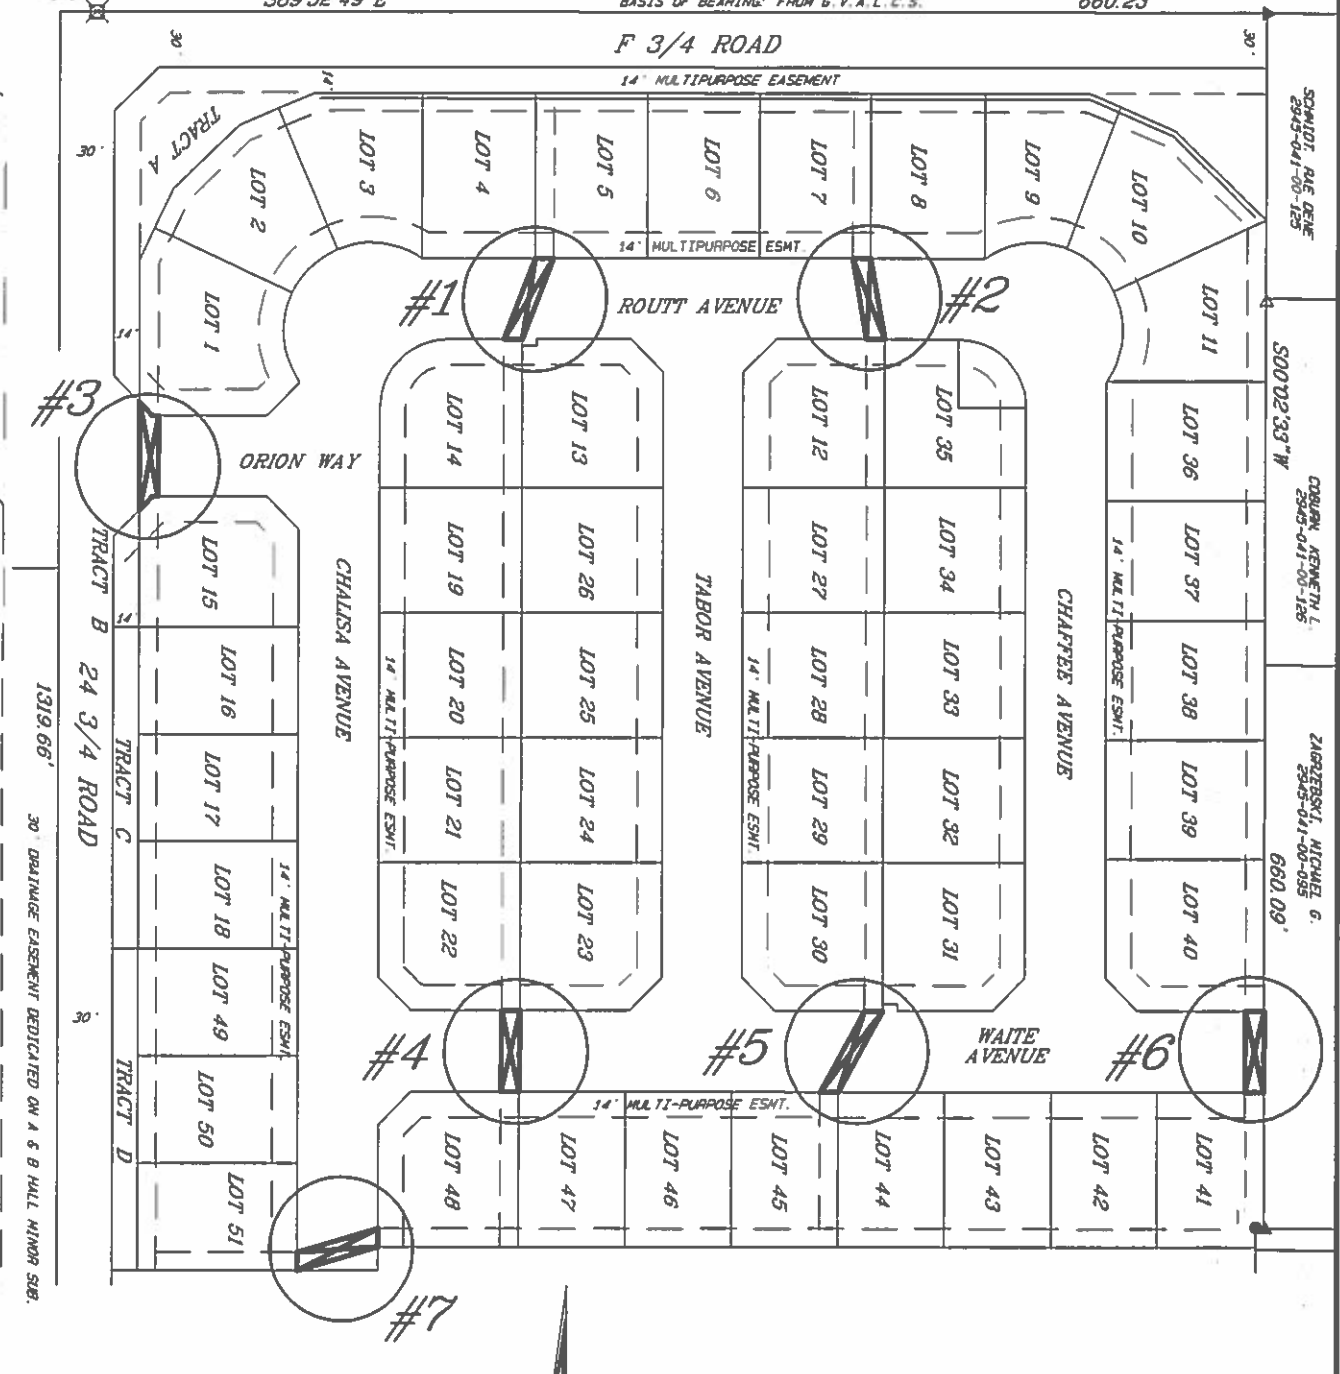 BASIS OF BEARING: FROM G.V.A.L.C.S.
660.23
F 3/4 ROAD
30'
30'
14' MULTIPURPOSE EASEMENT
14'
TRACT A
30'
LOT 2
LOT 3
LOT 4
LOT 5
LOT 6
LOT 7
LOT 8
LOT 9
LOT 10
SCHMIDT, RAE DENE
2945-041-00-125
14' MULTIPURPOSE ESMT.
#1
ROUTT AVENUE
#2
LOT 1
14'
LOT 11
S00°02'33"W
#3
ORION WAY
LOT 14
LOT 13
LOT 12
LOT 35
LOT 36
COBURN, KENNETH L.
2945-041-00-126
TRACT B
LOT 15
14'
CHALISA AVENUE
LOT 19
LOT 26
TABOR AVENUE
LOT 27
LOT 34
CHAFFEE AVENUE
14' MULTI-PURPOSE ESMT.
LOT 37
LOT 16
14' MULTI-PURPOSE ESMT.
LOT 20
LOT 25
14' MULTI-PURPOSE ESMT.
LOT 28
LOT 33
LOT 38
1319.66'
24 3/4 ROAD
TRACT C
LOT 17
LOT 21
LOT 24
LOT 29
LOT 32
LOT 39
ZAGRZEBSKI, MICHAEL G.
2945-041-00-095
660.09'
30' DRAINAGE EASEMENT DEDICATED ON A & B HALL MINOR SUB.
LOT 18
14' MULTI-PURPOSE ESMT.
LOT 22
LOT 23
LOT 30
LOT 31
LOT 40
30'
LOT 49
#4
#5
WAITE
AVENUE
#6
TRACT D
LOT 50
14' MULTI-PURPOSE ESMT.
LOT 51
LOT 48
LOT 47
LOT 46
LOT 45
LOT 44
LOT 43
LOT 42
LOT 41
#7